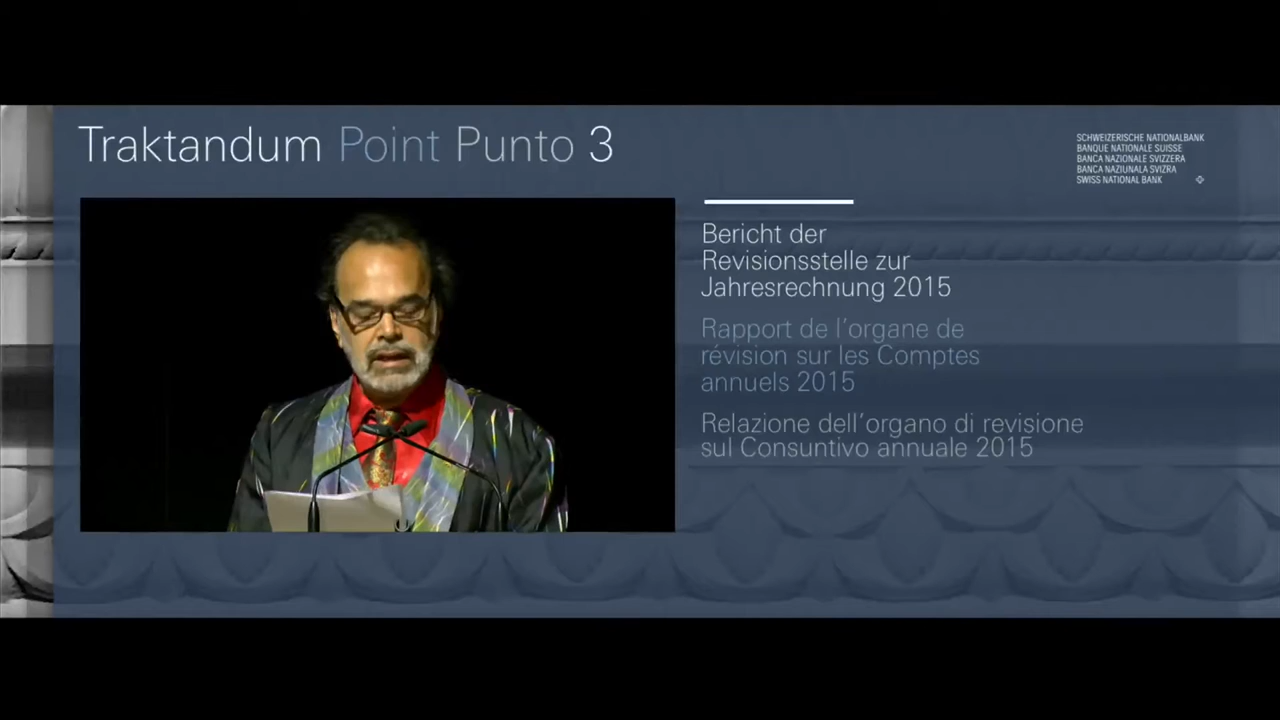 Traktandum Point Punto 3
SCHWEIZERISCHE NATIONALBANK
BANQUE NATIONALE SUISSE
BANCA NAZIONALE SVIZZERA
BANCA NAZIUNALA SVIZRA
SWISS NATIONAL BANK
Bericht der
Revisionsstelle zur
Jahresrechnung 2015
Rapport de l'organe de
révision sur les Comptes
annuels 2015
Relazione dell'organo di revisione
sul Consuntivo annuale 2015